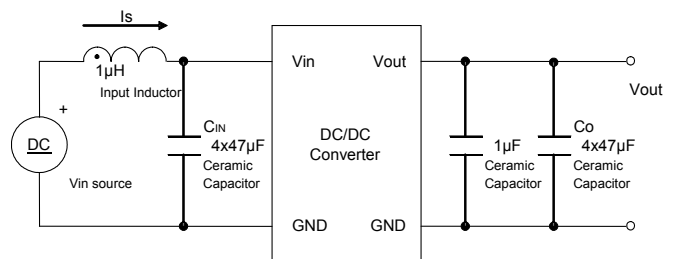 Is
1µH
Input Inductor
+
DC
Vin source
CIN
4x47µF
Ceramic
Capacitor
Vin
Vout
DC/DC
Converter
GND
GND
1µF
Ceramic
Capacitor
Co
4x47µF
Ceramic
Capacitor
Vout